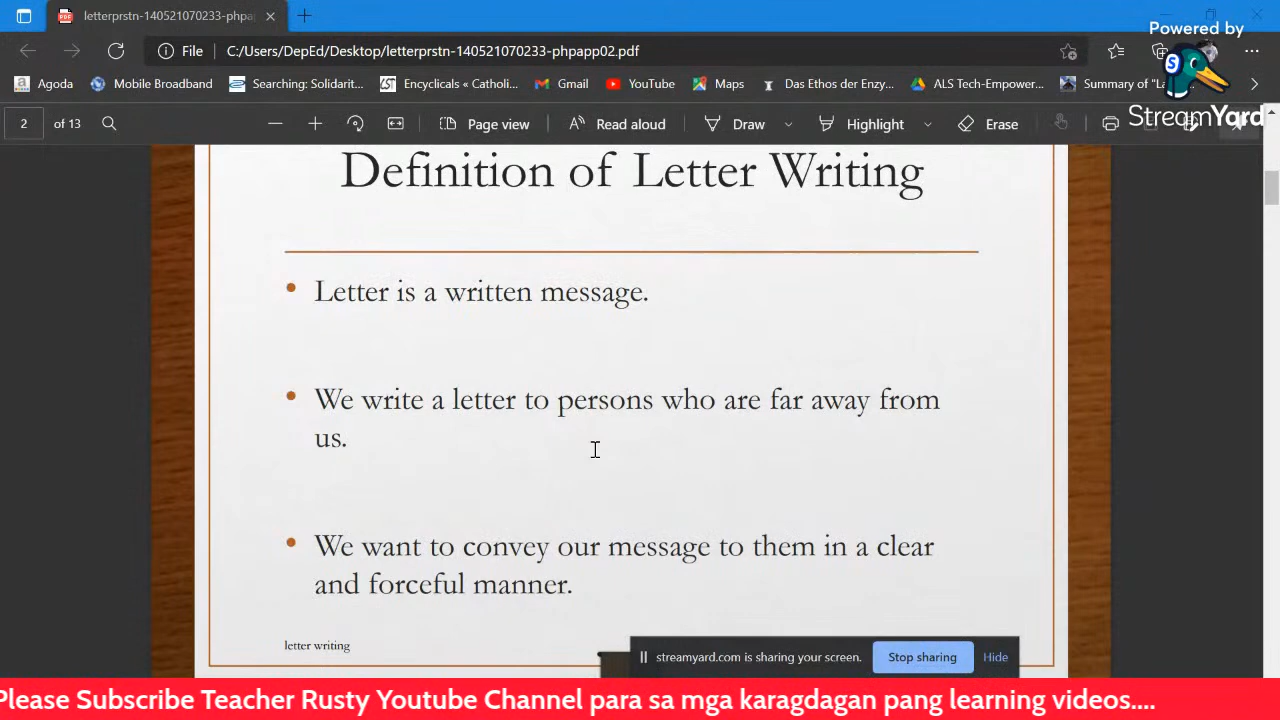 letterprstn-140521070233-phpa
Powered by
File
C:/Users/DepEd/Desktop/letterprstn-140521070233-phpapp02.pdf
Agoda
Mobile Broadband
Searching: Solidarit...
Encyclicals « Catholi...
Gmail
YouTube
Maps
Das Ethos der Enzy...
ALS Tech-Empower...
Summary of "La
StreamYard
2 of 13
Page view
Read aloud
Draw
Highlight
Erase
Definition of Letter Writing
• Letter is a written message.
• We write a letter to persons who are far away from
us.
• We want to convey our message to them in a clear
and forceful manner.
letter writing
streamyard.com is sharing your screen.
Stop sharing
Hide
Please Subscribe Teacher Rusty Youtube Channel para sa mga karagdagan pang learning videos....